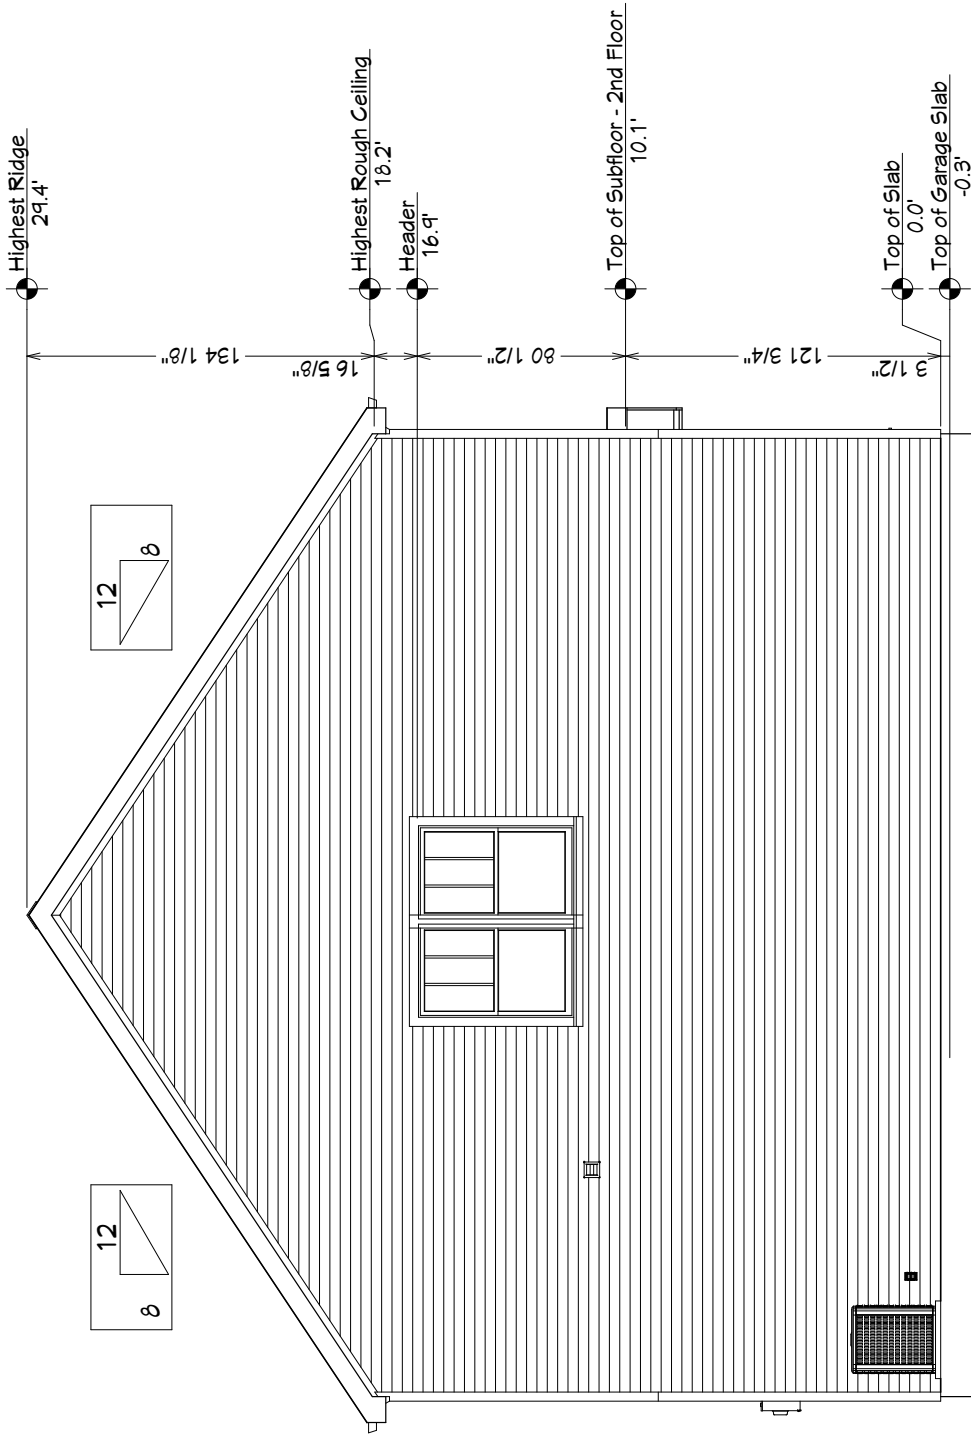 Highest Ridge
29.4'
Highest Rough Ceiling
18.2'
Header
16.9'
Top of Subfloor - 2nd Floor
10.1'
Top of Slab
0.0'
Top of Garage Slab
-0.3'
134 1/8"
16 5/8"
80 1/2"
121 3/4"
3 1/2"
12
8
12
8